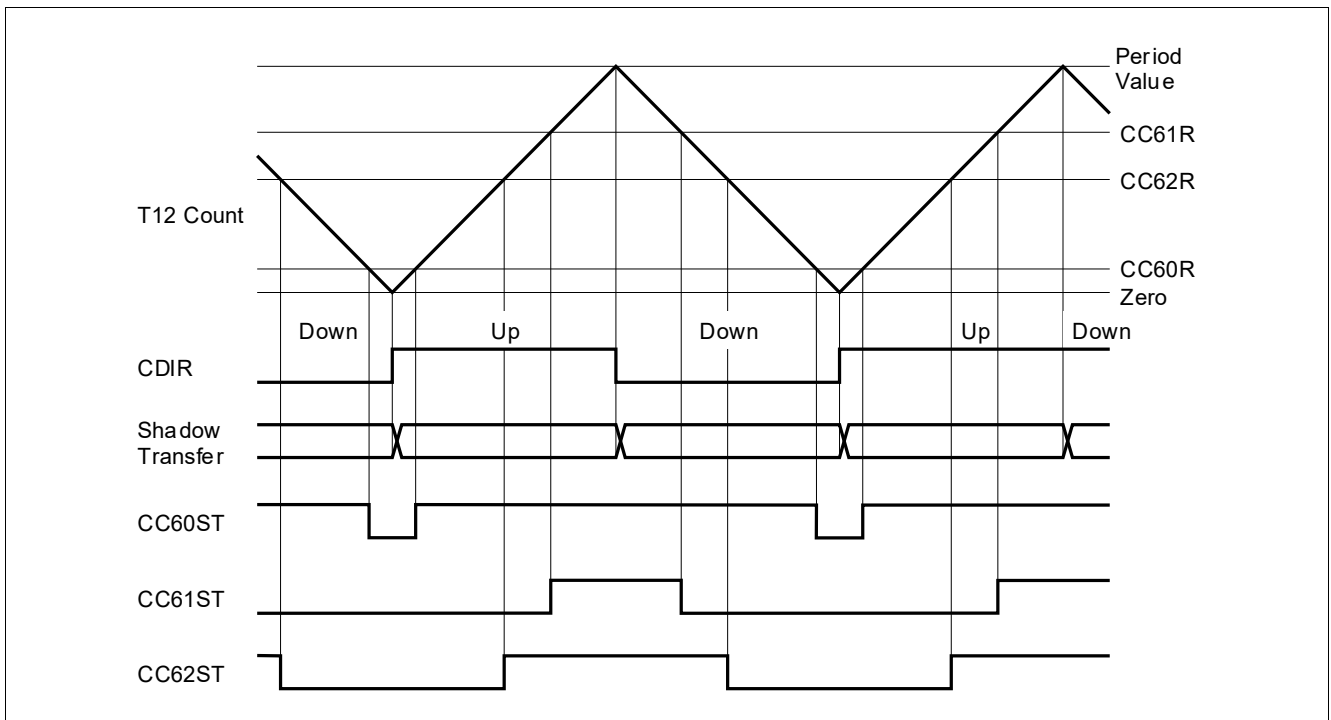 Period
Value
CC61R
CC62R
T12 Count
CC60R
Zero
Down Up Down Up Down
CDIR
Shadow
Transfer
CC60ST
CC61ST
CC62ST